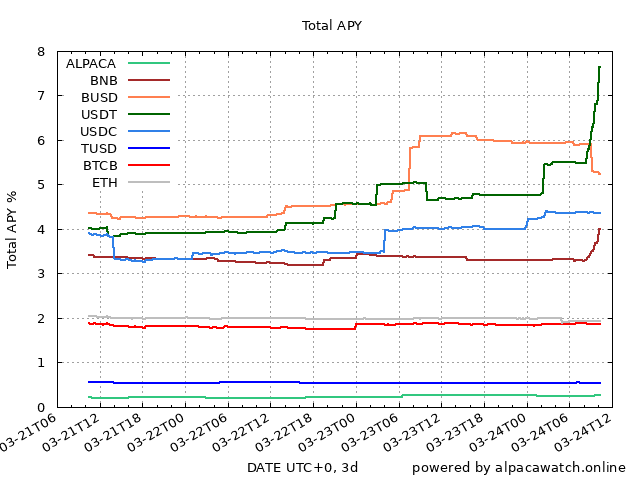 Total APY
8
7
6
5
4
3
2
1
0
Total APY %
ALPACA
BNB
BUSD
USDT
USDC
TUSD
BTCB
ETH
03-21T06
03-21T12
03-21T18
03-22T00
03-22T06
03-22T12
03-22T18
03-23T00
03-23T06
03-23T12
03-23T18
03-24T00
03-24T06
03-24T12
DATE UTC+0, 3d
powered by alpacawatch.online